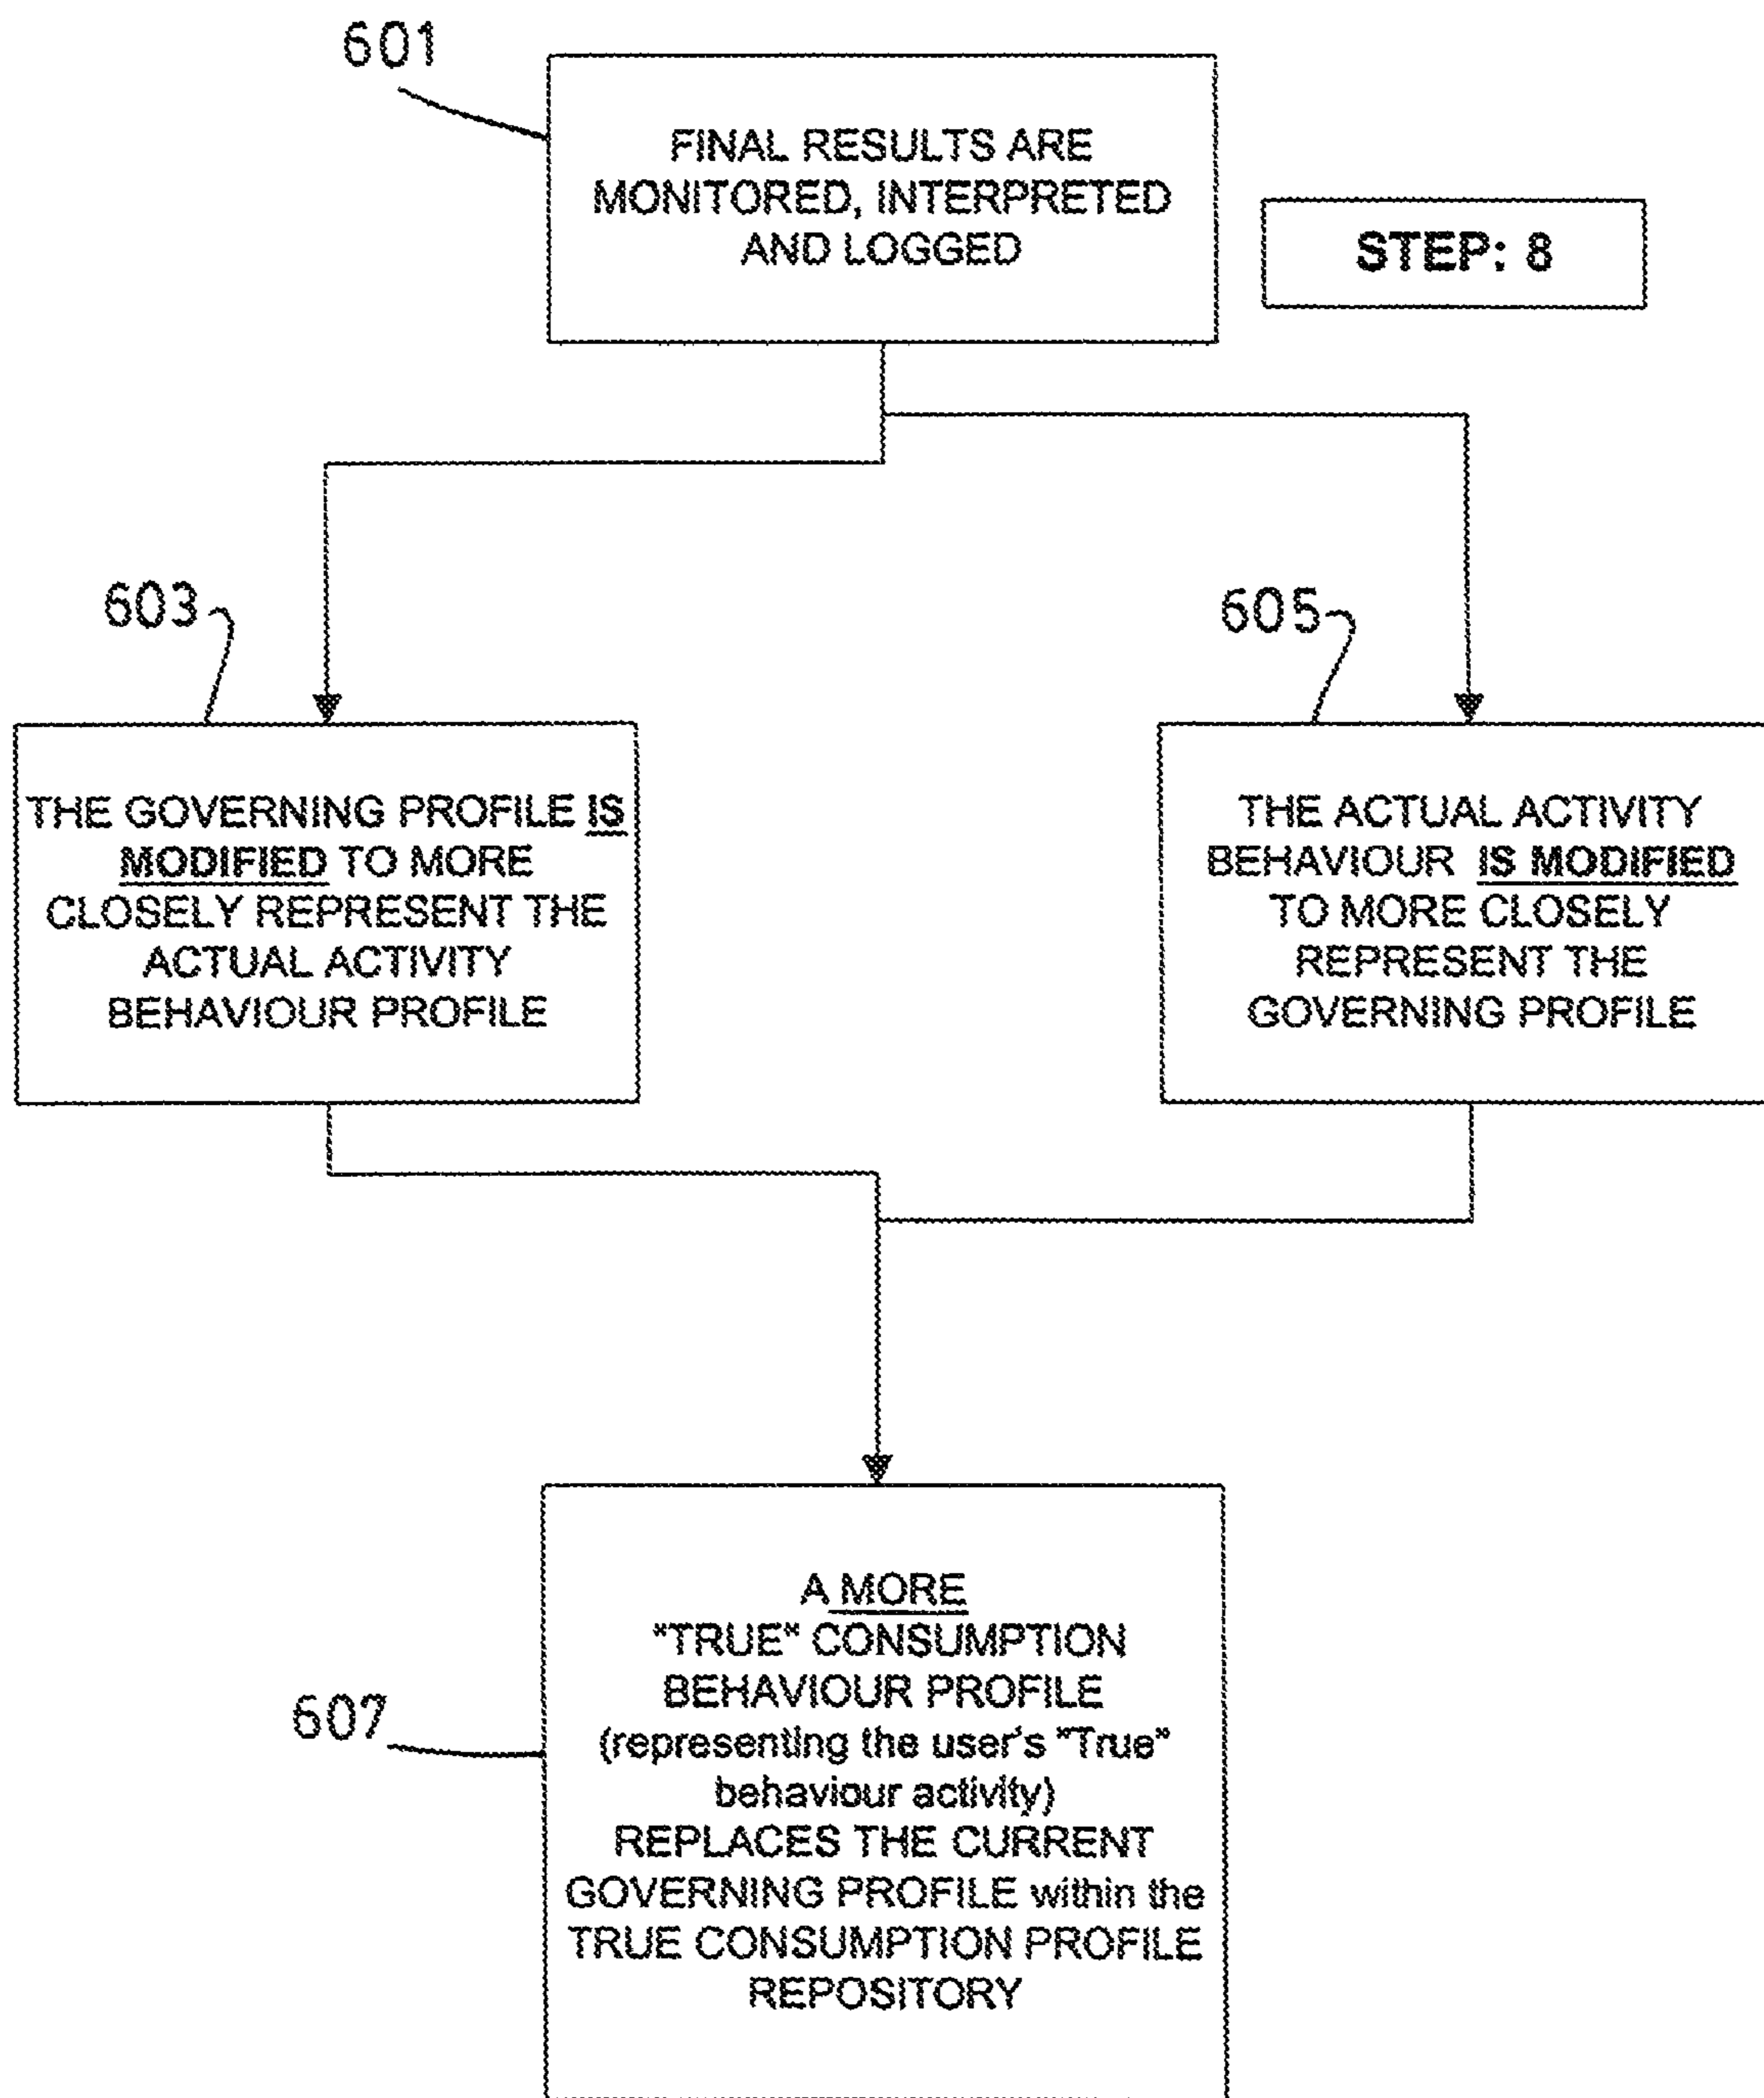 601
FINAL RESULTS ARE
MONITORED, INTERPRETED
AND LOGGED
STEP: 8
603
605
THE GOVERNING PROFILE IS
MODIFIED TO MORE
CLOSELY REPRESENT THE
ACTUAL ACTIVITY
BEHAVIOUR PROFILE
THE ACTUAL ACTIVITY
BEHAVIOUR IS MODIFIED
TO MORE CLOSELY
REPRESENT THE
GOVERNING PROFILE
607
A MORE
"TRUE" CONSUMPTION
BEHAVIOUR PROFILE
(representing the user's "True"
behaviour activity)
REPLACES THE CURRENT
GOVERNING PROFILE within the
TRUE CONSUMPTION PROFILE
REPOSITORY